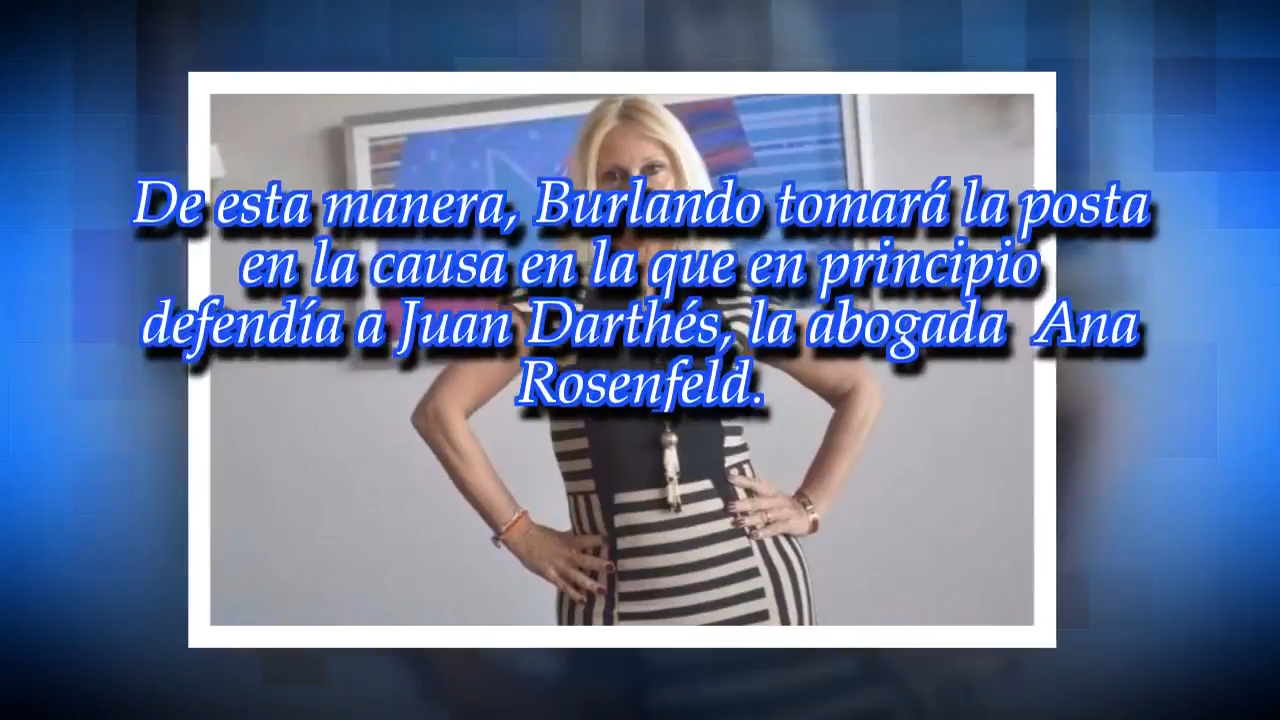 De esta manera, Burlando tomará la posta
en la causa en la que en principio
defendía a Juan Darthés, la abogada Ana
Rosenfeld.